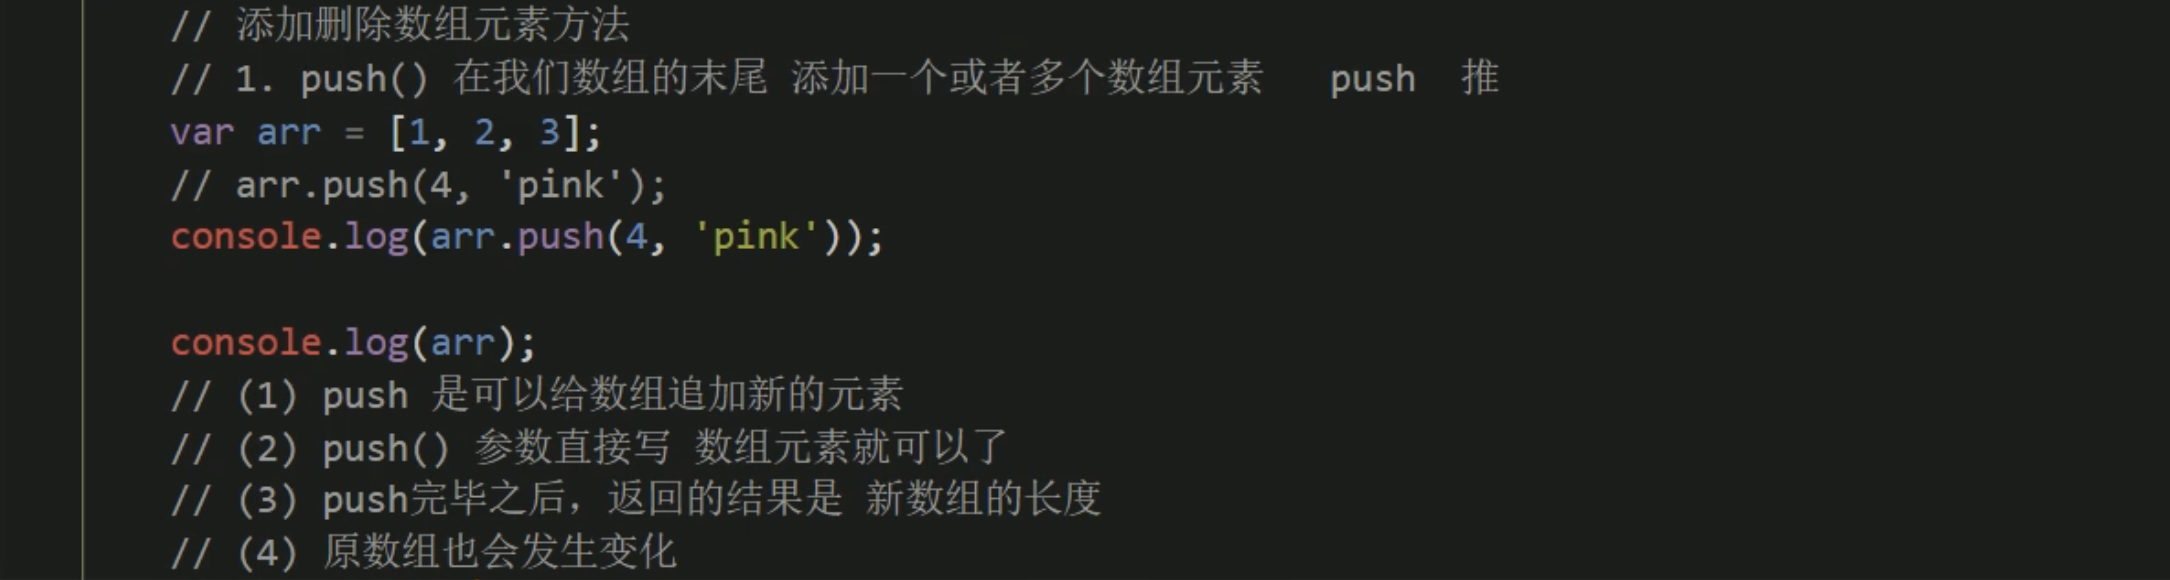 // 添加删除数组元素方法
// 1. push() 在我们数组的末尾 添加一个或者多个数组元素   push  推
var arr = [1, 2, 3];
// arr.push(4, 'pink');
console.log(arr.push(4, 'pink'));
console.log(arr);
// (1) push 是可以给数组追加新的元素
// (2) push() 参数直接写 数组元素就可以了
// (3) push完毕之后，返回的结果是 新数组的长度
// (4) 原数组也会发生变化